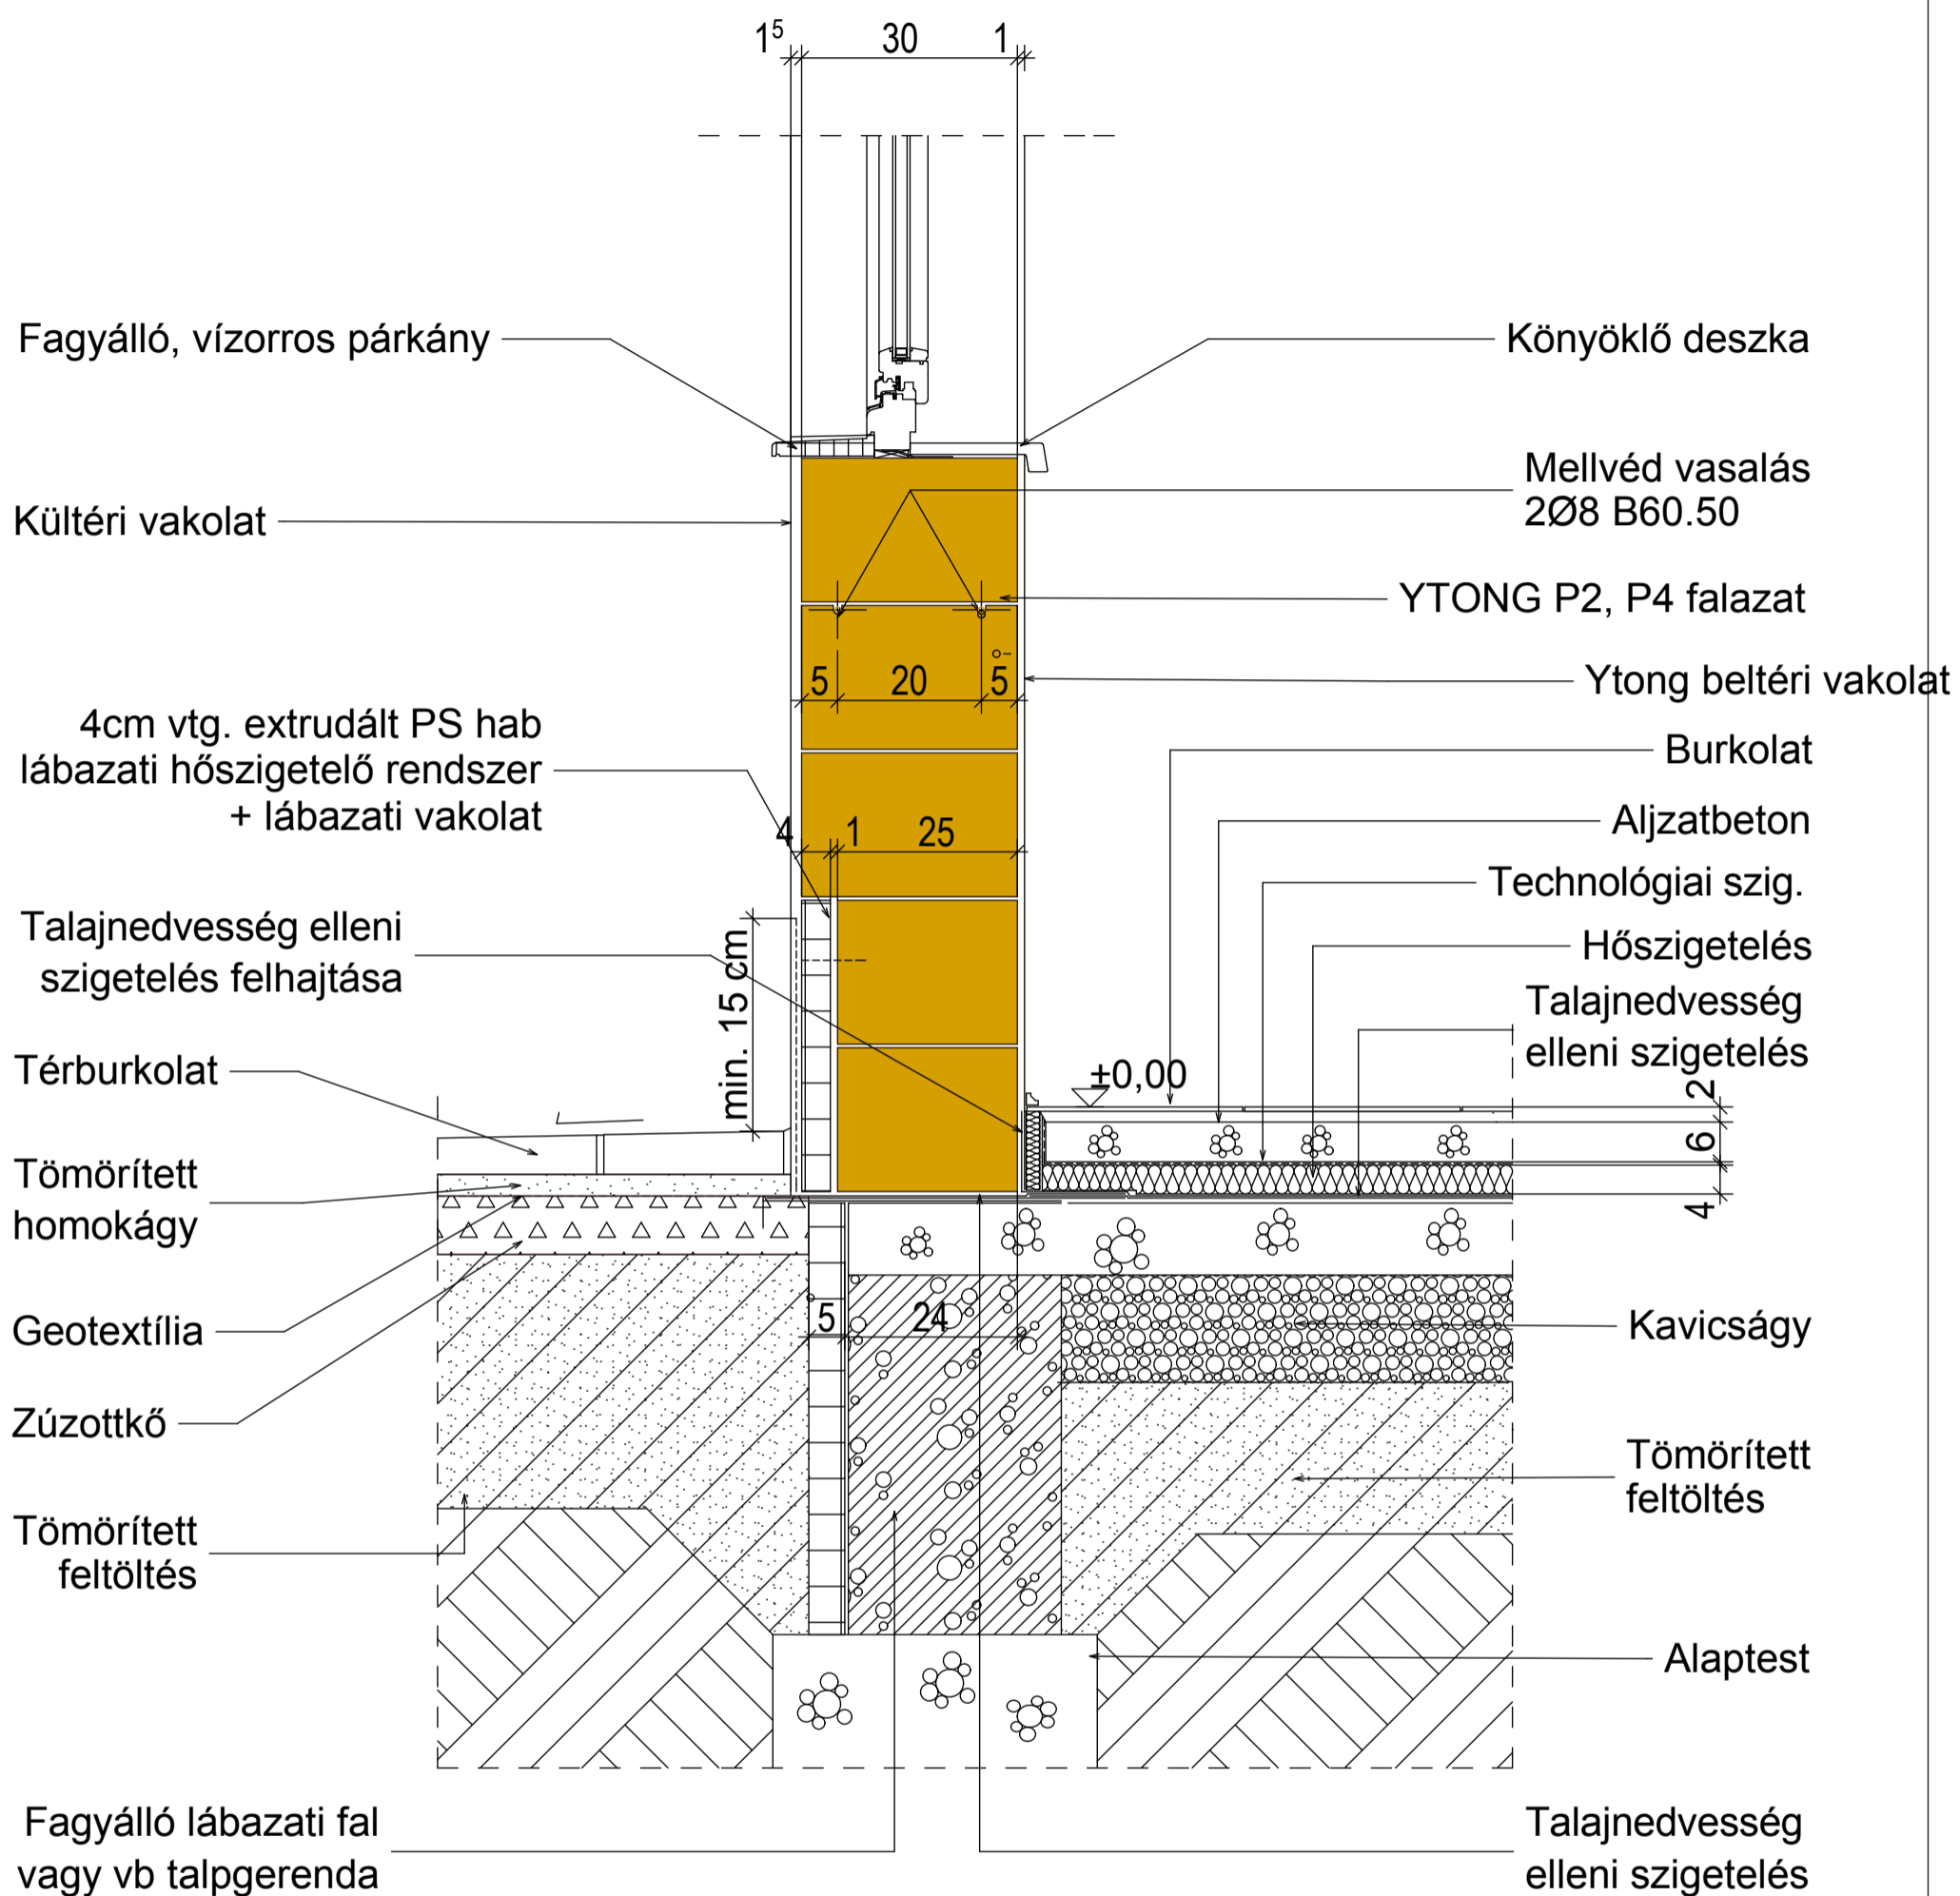 1⁵ 30 1
Fagyálló, vízorros párkány
Könyöklő deszka
Mellvéd vasalás
2Ø8 B60.50
Kültéri vakolat
YTONG P2, P4 falazat
5 20 5
Ytong beltéri vakolat
4cm vtg. extrudált PS hab
lábazati hőszigetelő rendszer
+ lábazati vakolat
Burkolat
4 1 25
Aljzatbeton
Technológiai szig.
Talajnedvesség elleni
szigetelés felhajtása
Hőszigetelés
min. 15 cm
Talajnedvesség
elleni szigetelés
Térburkolat
±0,00
2
6
4
Tömörített
homokágy
Geotextília
5 24
Kavicságy
Zúzottkő
Tömörített
feltöltés
Tömörített
feltöltés
Alaptest
Fagyálló lábazati fal
vagy vb talpgerenda
Talajnedvesség
elleni szigetelés